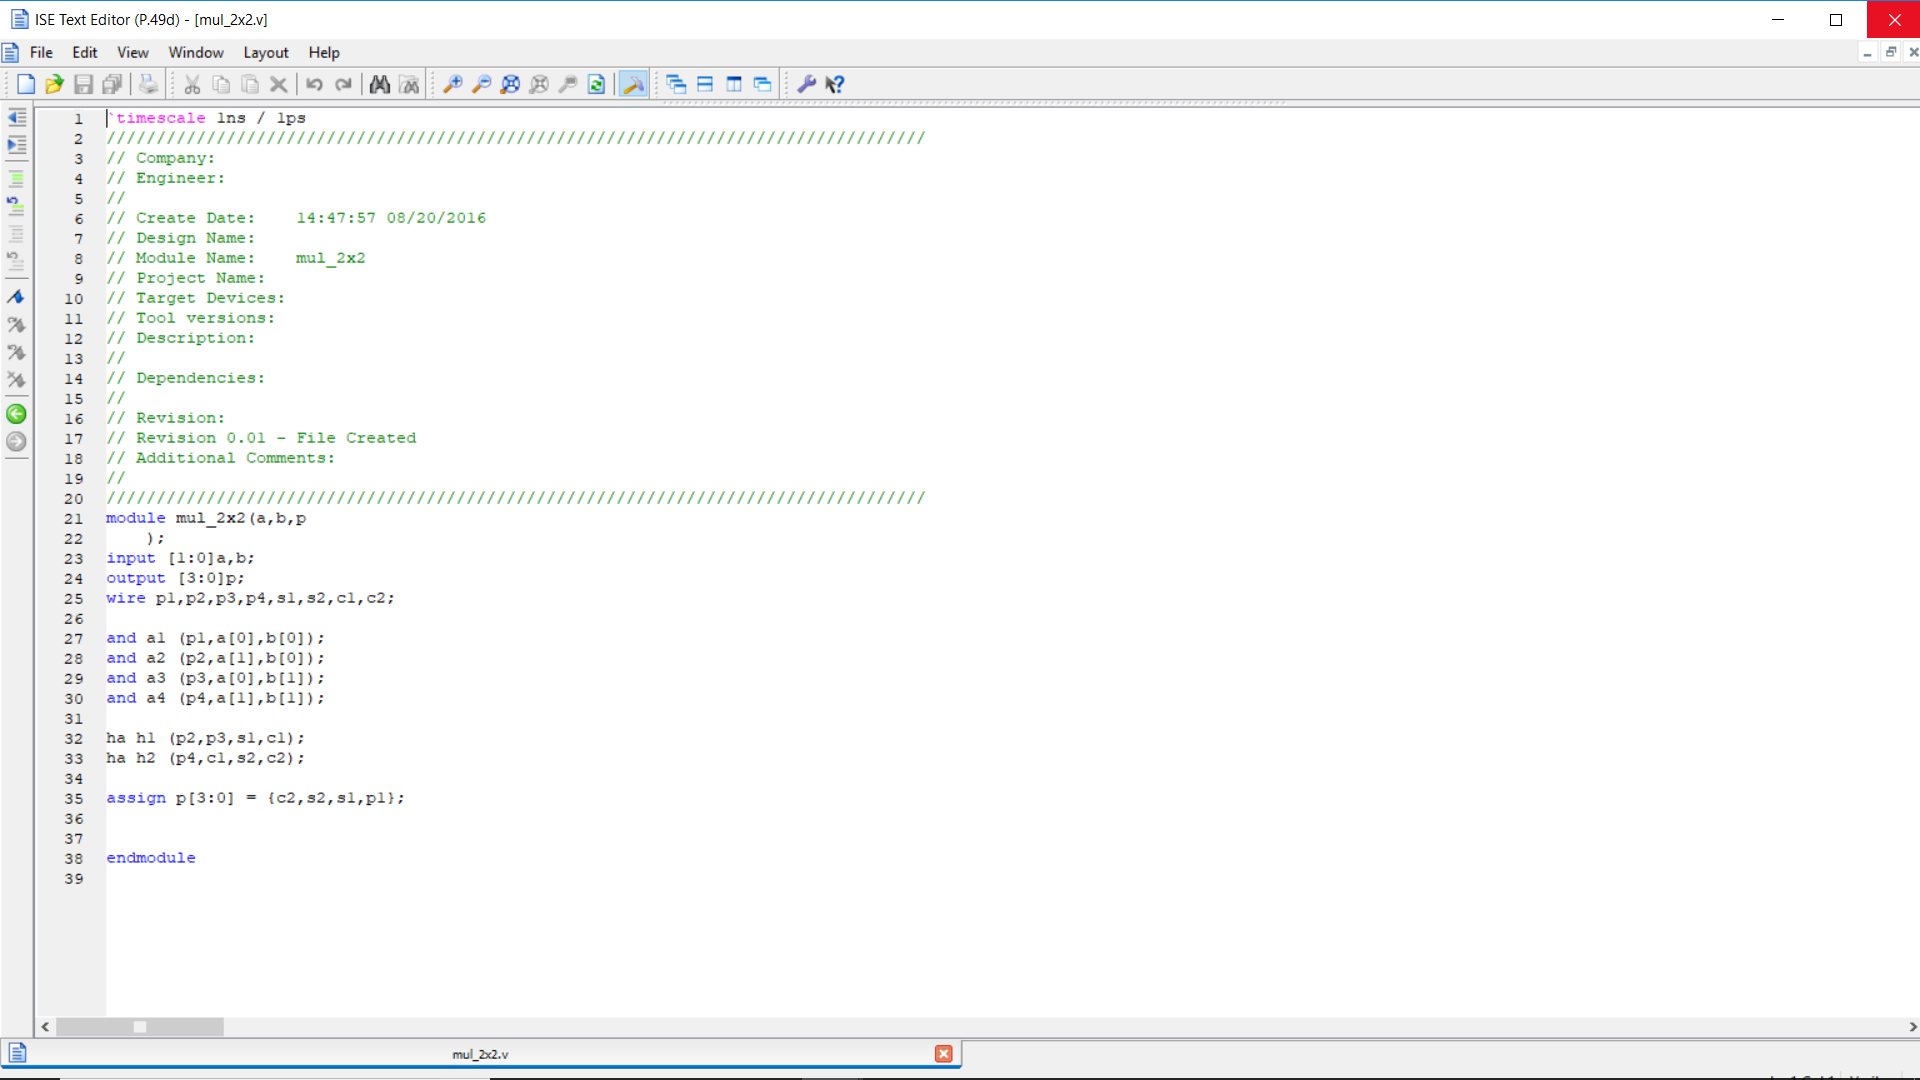 ISE Text Editor (P.49d) - [mul_2x2.v]
File Edit View Window Layout Help
1 `timescale 1ns / 1ps
2 //////////////////////////////////////////////////////////////////////////////////
3 // Company:
4 // Engineer:
5 //
6 // Create Date:    14:47:57 08/20/2016
7 // Design Name:
8 // Module Name:    mul_2x2
9 // Project Name:
10 // Target Devices:
11 // Tool versions:
12 // Description:
13 //
14 // Dependencies:
15 //
16 // Revision:
17 // Revision 0.01 - File Created
18 // Additional Comments:
19 //
20 //////////////////////////////////////////////////////////////////////////////////
21 module mul_2x2(a,b,p
22     );
23 input [1:0]a,b;
24 output [3:0]p;
25 wire p1,p2,p3,p4,s1,s2,c1,c2;
26
27 and a1 (p1,a[0],b[0]);
28 and a2 (p2,a[1],b[0]);
29 and a3 (p3,a[0],b[1]);
30 and a4 (p4,a[1],b[1]);
31
32 ha h1 (p2,p3,s1,c1);
33 ha h2 (p4,c1,s2,c2);
34
35 assign p[3:0] = {c2,s2,s1,p1};
36
37
38 endmodule
39
mul_2x2.v